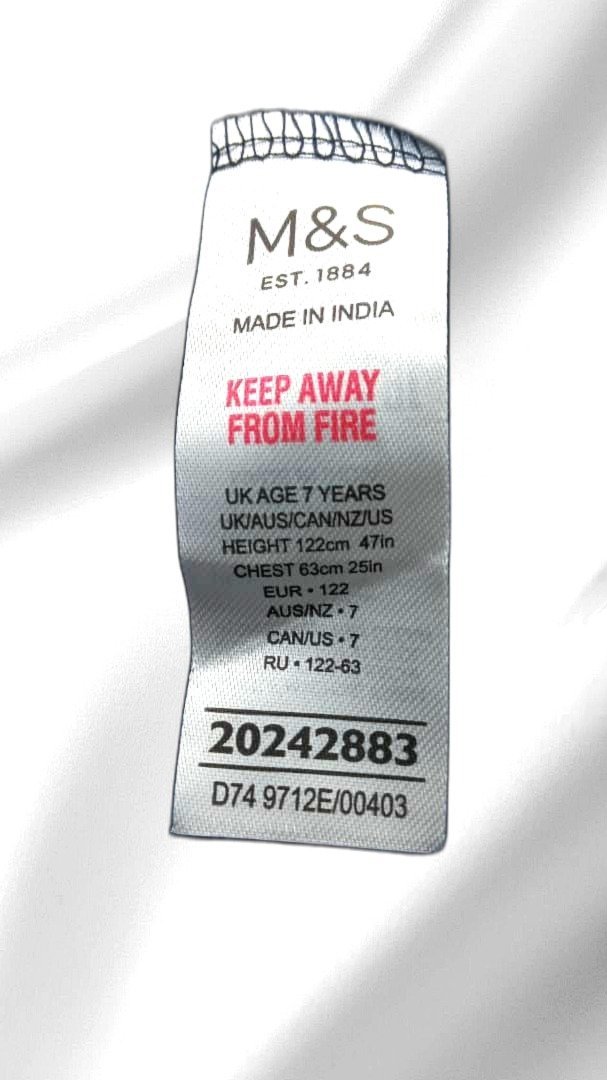 M&S
EST. 1884
MADE IN INDIA
KEEP AWAY
FROM FIRE
UK AGE 7 YEARS
UK/AUS/CAN/NZ/US
HEIGHT 122cm 47in
CHEST 63cm 25in
EUR • 122
AUS/NZ • 7
CAN/US • 7
RU • 122-63
20242883
D74 9712E/00403